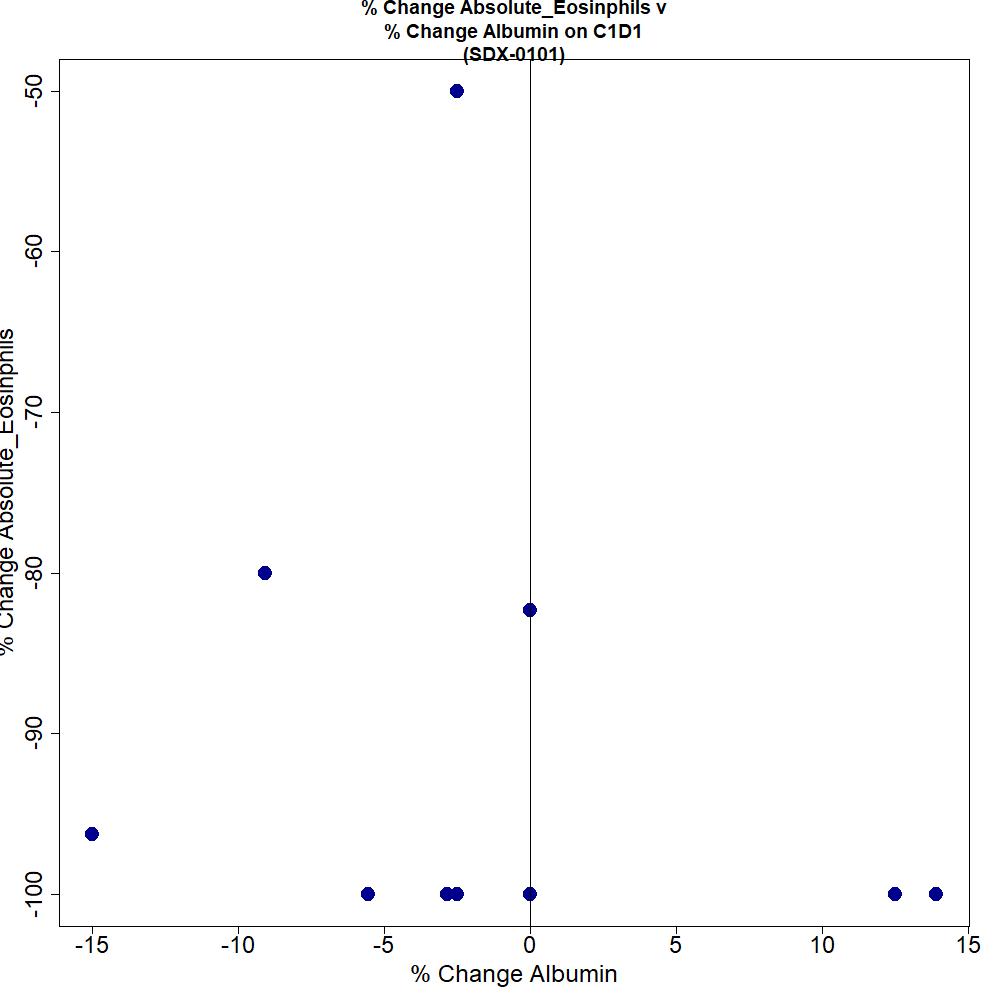 % Change Absolute_Eosinphils v
% Change Albumin on C1D1
(SDX-0101)
% Change Absolute_Eosinphils
-50
-60
-70
-80
-90
-100
-15
-10
-5
0
5
10
15
% Change Albumin